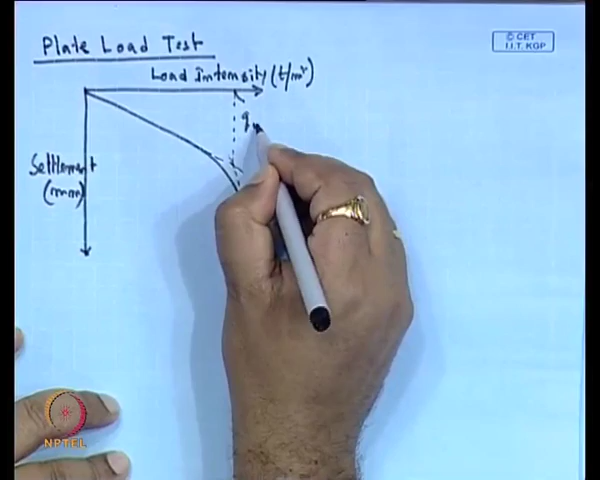 Plate Load Test
© CET
I.I.T. KGP
Load Intensity (t/m²)
q
Settlement
(mm)
NPTEL